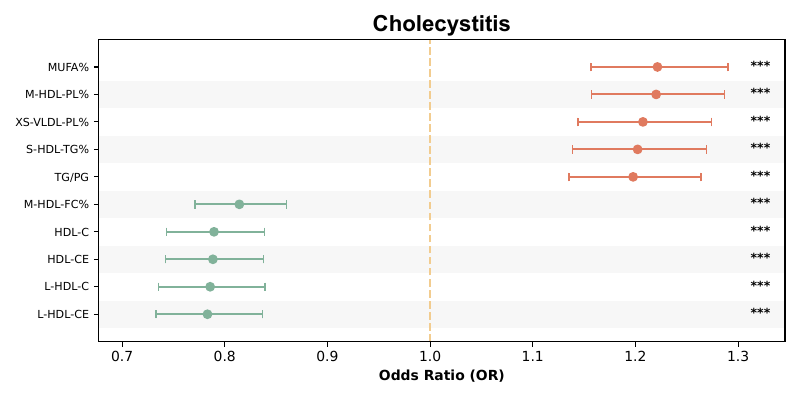 Cholecystitis
MUFA% ***
M-HDL-PL% ***
XS-VLDL-PL% ***
S-HDL-TG% ***
TG/PG ***
M-HDL-FC% ***
HDL-C ***
HDL-CE ***
L-HDL-C ***
L-HDL-CE ***
0.7 0.8 0.9 1.0 1.1 1.2 1.3
Odds Ratio (OR)